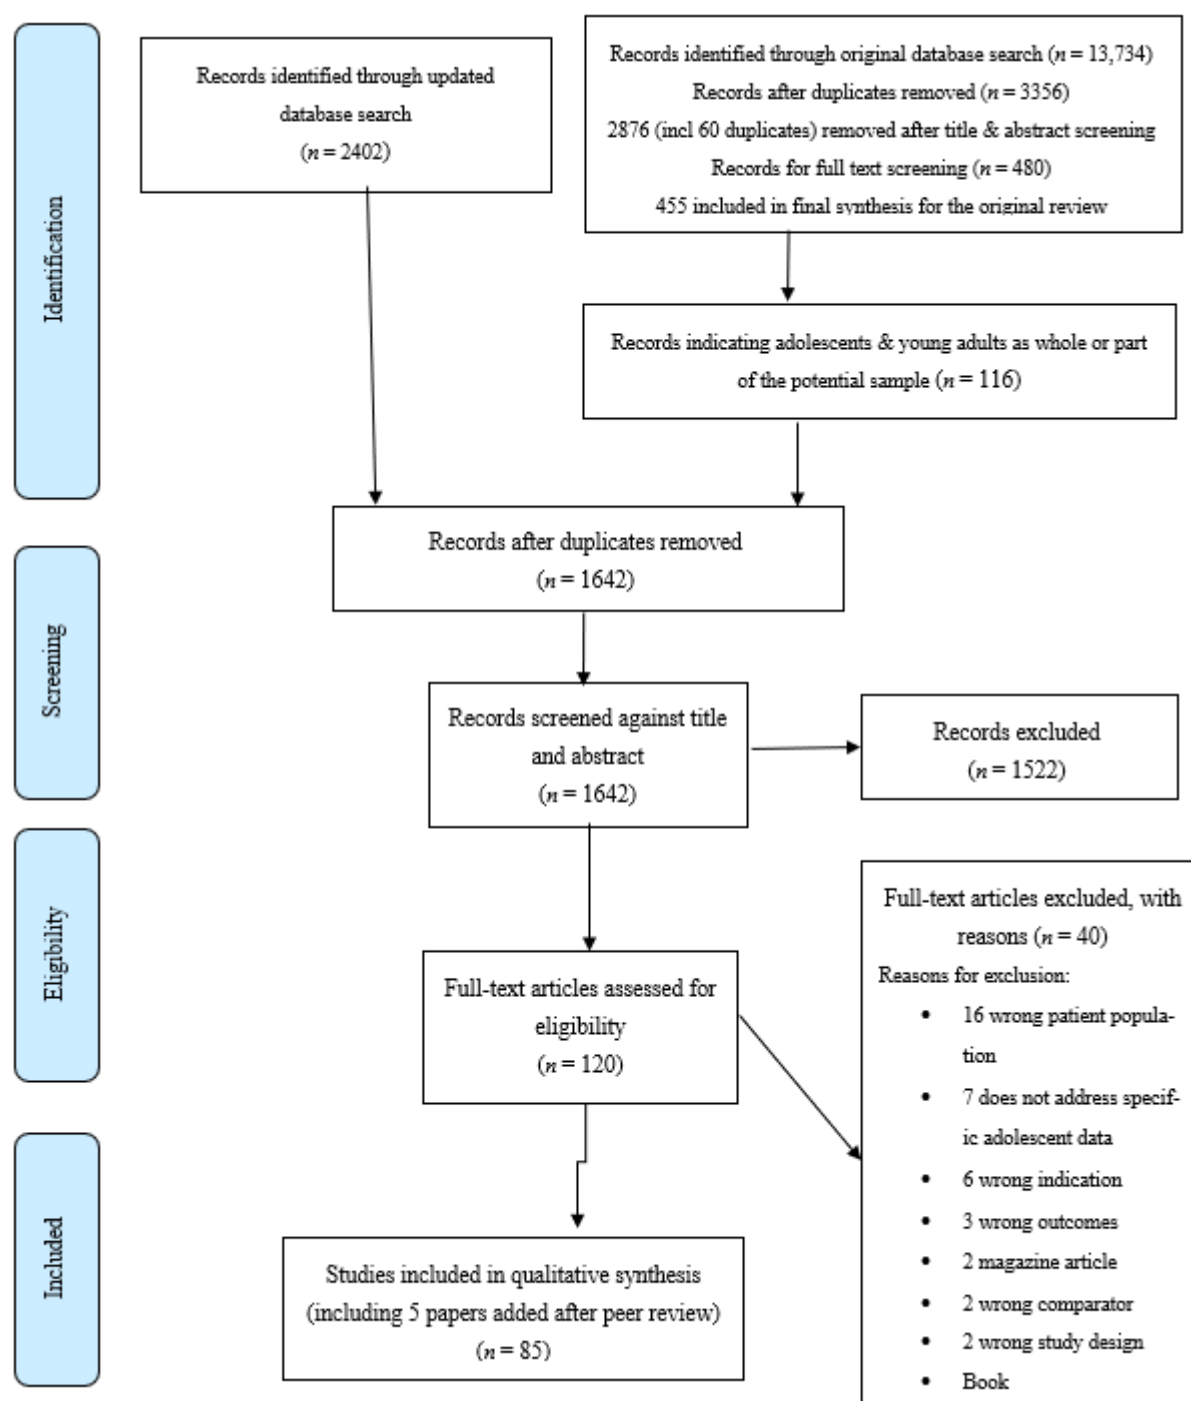 Identification
Records identified through updated
database search
(n = 2402)
Records identified through original database search (n = 13,734)
Records after duplicates removed (n = 3356)
2876 (incl 60 duplicates) removed after title & abstract screening
Records for full text screening (n = 480)
455 included in final synthesis for the original review
Records indicating adolescents & young adults as whole or part
of the potential sample (n = 116)
Records after duplicates removed
(n = 1642)
Screening
Records screened against title
and abstract
(n = 1642)
Records excluded
(n = 1522)
Eligibility
Full-text articles assessed for
eligibility
(n = 120)
Full-text articles excluded, with
reasons (n = 40)
Reasons for exclusion:
• 16 wrong patient popula-
tion
• 7 does not address specif-
ic adolescent data
• 6 wrong indication
• 3 wrong outcomes
• 2 magazine article
• 2 wrong comparator
• 2 wrong study design
• Book
Included
Studies included in qualitative synthesis
(including 5 papers added after peer review)
(n = 85)